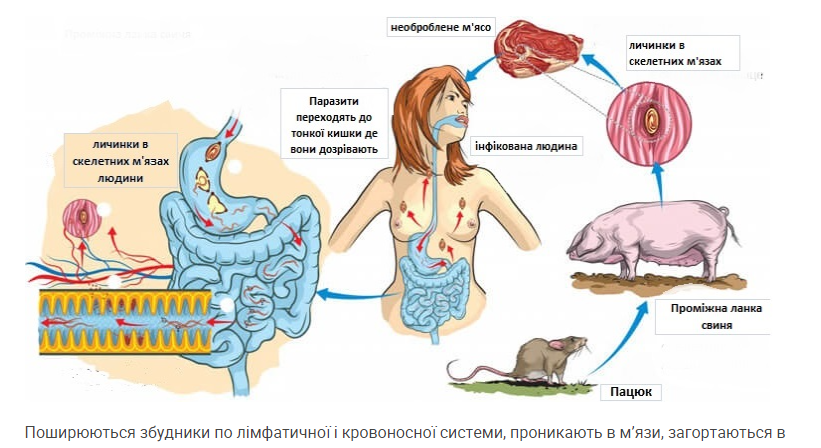 необроблене м'ясо
личинки в
скелетних м'язах
Паразити
переходять до
тонкої кишки де
вони дозрівають
інфікована людина
личинки в
скелетних м'язах
людини
Проміжна ланка
свиня
Пацюк
Поширюються збудники по лімфатичної і кровоносної системи, проникають в м’язи, загортаються в